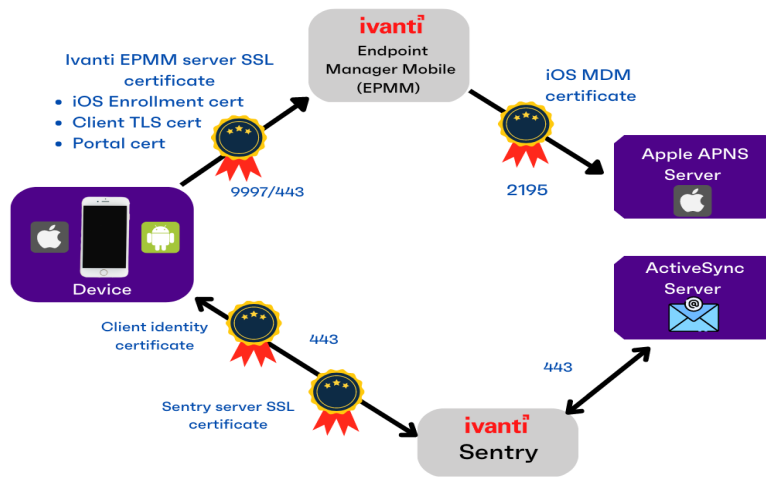 ivanti
Endpoint
Manager Mobile
(EPMM)
Ivanti EPMM server SSL
certificate
• iOS Enrollment cert
• Client TLS cert
• Portal cert
iOS MDM
certificate
9997/443
2195
Apple APNS
Server
Device
ActiveSync
Server
@
Client identity
certificate
443
443
Sentry server SSL
certificate
ivanti
Sentry